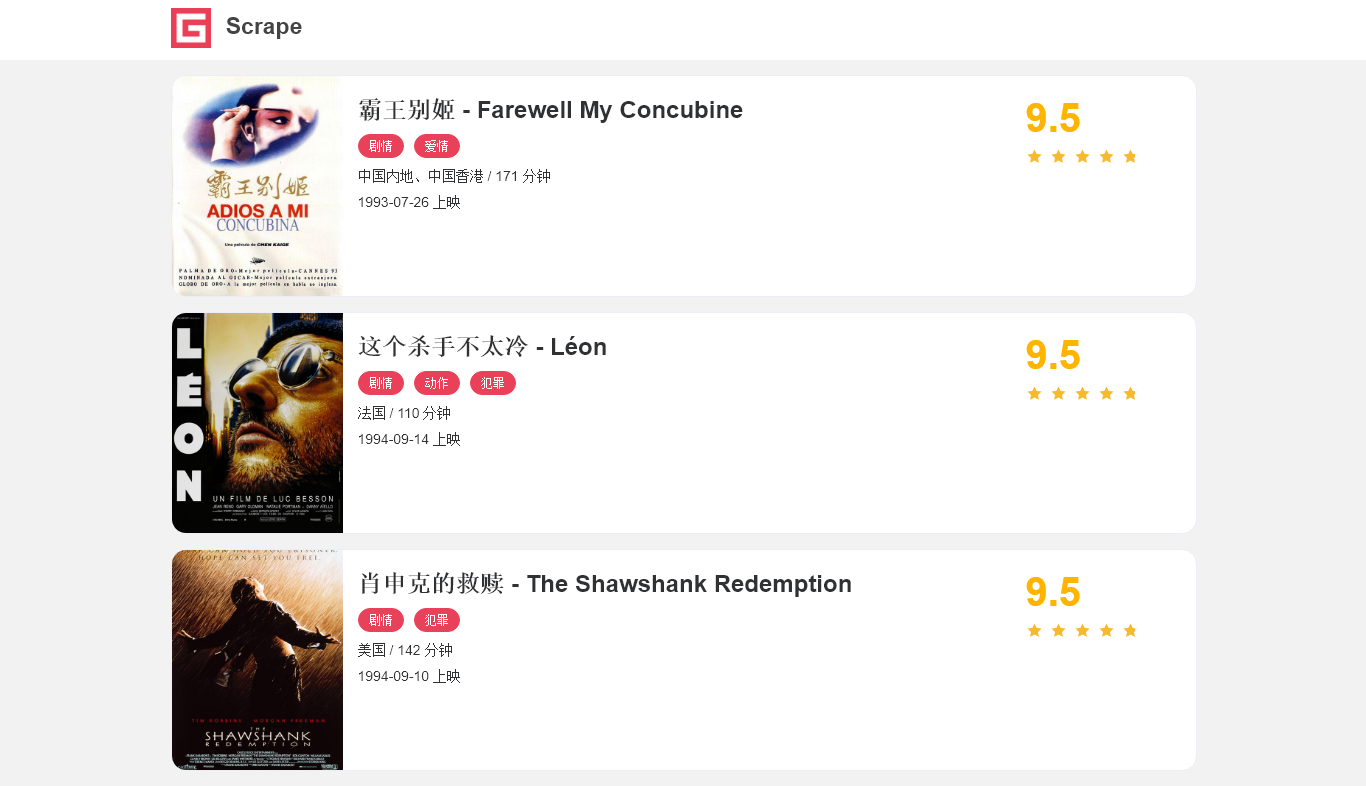 Scrape
霸王别姬 - Farewell My Concubine
9.5
剧情 爱情
中国内地、中国香港 / 171 分钟
1993-07-26 上映
霸王别姬
ADIOS A MI
CONCUBINA
Una película de CHEN KAIGE
PALMA DE ORO-Mejor película-CANNES 93
NOMINADA AL OSCAR-Mejor película extranjera
GLOBO DE ORO-A la mejor película en habla no inglesa
这个杀手不太冷 - Léon
9.5
剧情 动作 犯罪
法国 / 110 分钟
1994-09-14 上映
LÉON
UN FILM DE LUC BESSON
JEAN RENO GARY OLDMAN NATALIE PORTMAN DANNY AIELLO
肖申克的救赎 - The Shawshank Redemption
9.5
剧情 犯罪
美国 / 142 分钟
1994-09-10 上映
HOPE CAN SET YOU FREE.
TIM ROBBINS MORGAN FREEMAN
THE
SHAWSHANK
REDEMPTION